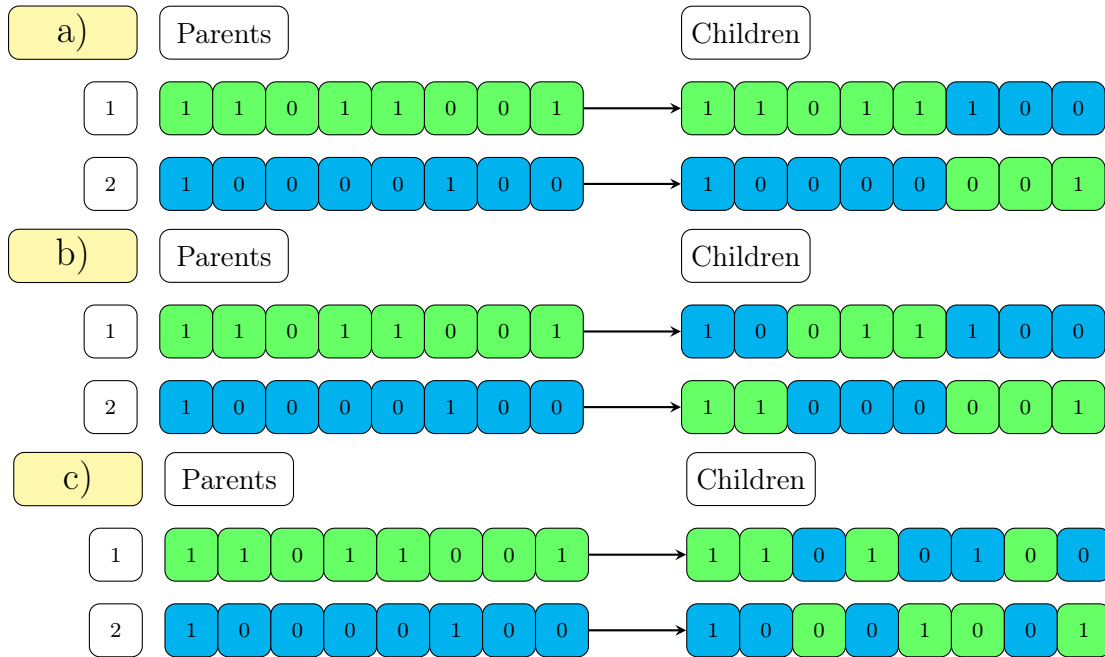 a) Parents Children
1 1 1 0 1 1 0 0 1 1 1 0 1 1 1 0 0
2 1 0 0 0 0 1 0 0 1 0 0 0 0 0 0 1
b) Parents Children
1 1 1 0 1 1 0 0 1 1 0 0 1 1 1 0 0
2 1 0 0 0 0 1 0 0 1 1 0 0 0 0 0 1
c) Parents Children
1 1 1 0 1 1 0 0 1 1 1 0 1 0 1 0 0
2 1 0 0 0 0 1 0 0 1 0 0 0 1 0 0 1